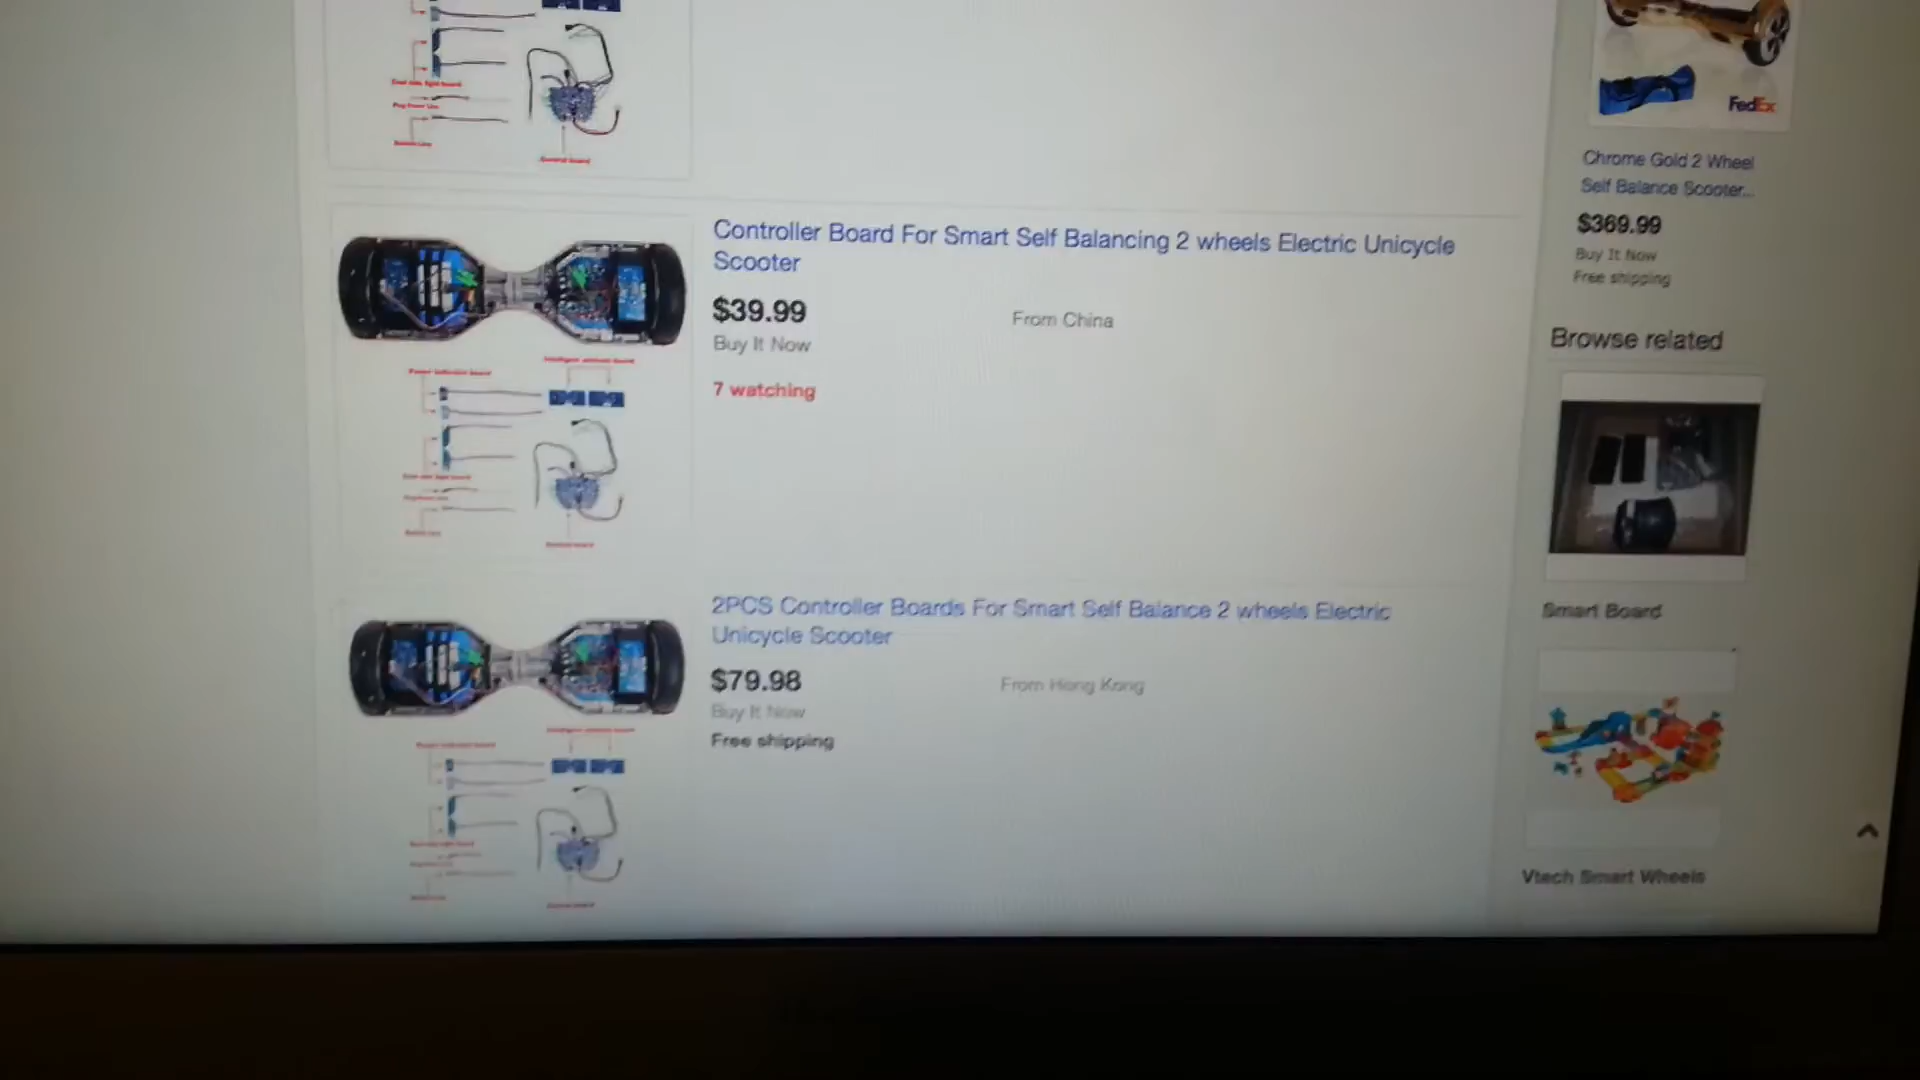 FedEx
Chrome Gold 2 Wheel
Self Balance Scooter...
$369.99
Buy It Now
Free shipping
Controller Board For Smart Self Balancing 2 wheels Electric Unicycle
Scooter
$39.99
From China
Buy It Now
7 watching
Browse related
Smart Board
2PCS Controller Boards For Smart Self Balance 2 wheels Electric
Unicycle Scooter
$79.98
From Hong Kong
Buy It Now
Free shipping
Vtech Smart Wheels